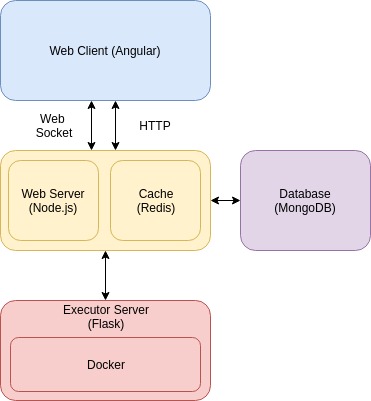 Web Client (Angular)
Web
Socket
HTTP
Web Server
(Node.js)
Cache
(Redis)
Database
(MongoDB)
Executor Server
(Flask)
Docker